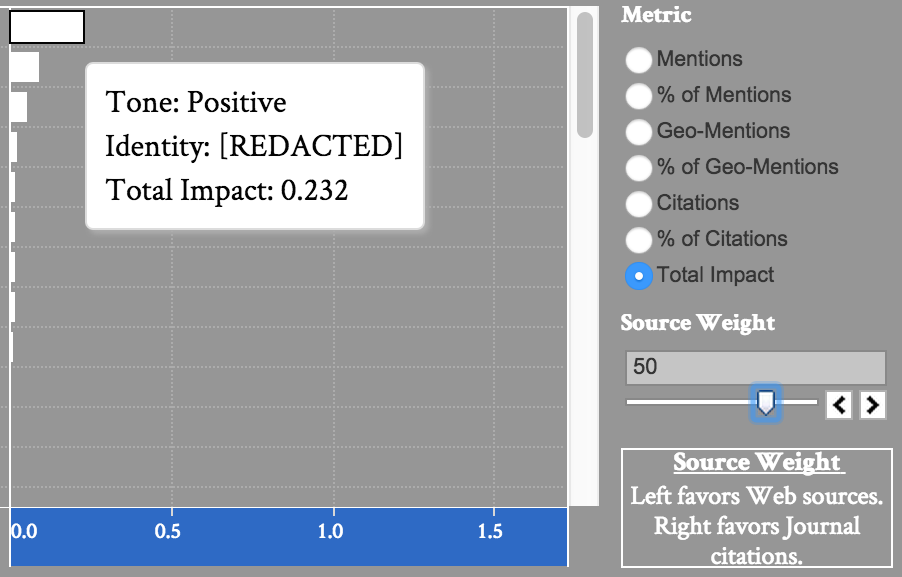 Tone: Positive
Identity: [REDACTED]
Total Impact: 0.232
0.0 0.5 1.0 1.5
Metric
Mentions
% of Mentions
Geo-Mentions
% of Geo-Mentions
Citations
% of Citations
Total Impact
Source Weight
50
Source Weight
Left favors Web sources.
Right favors Journal
citations.